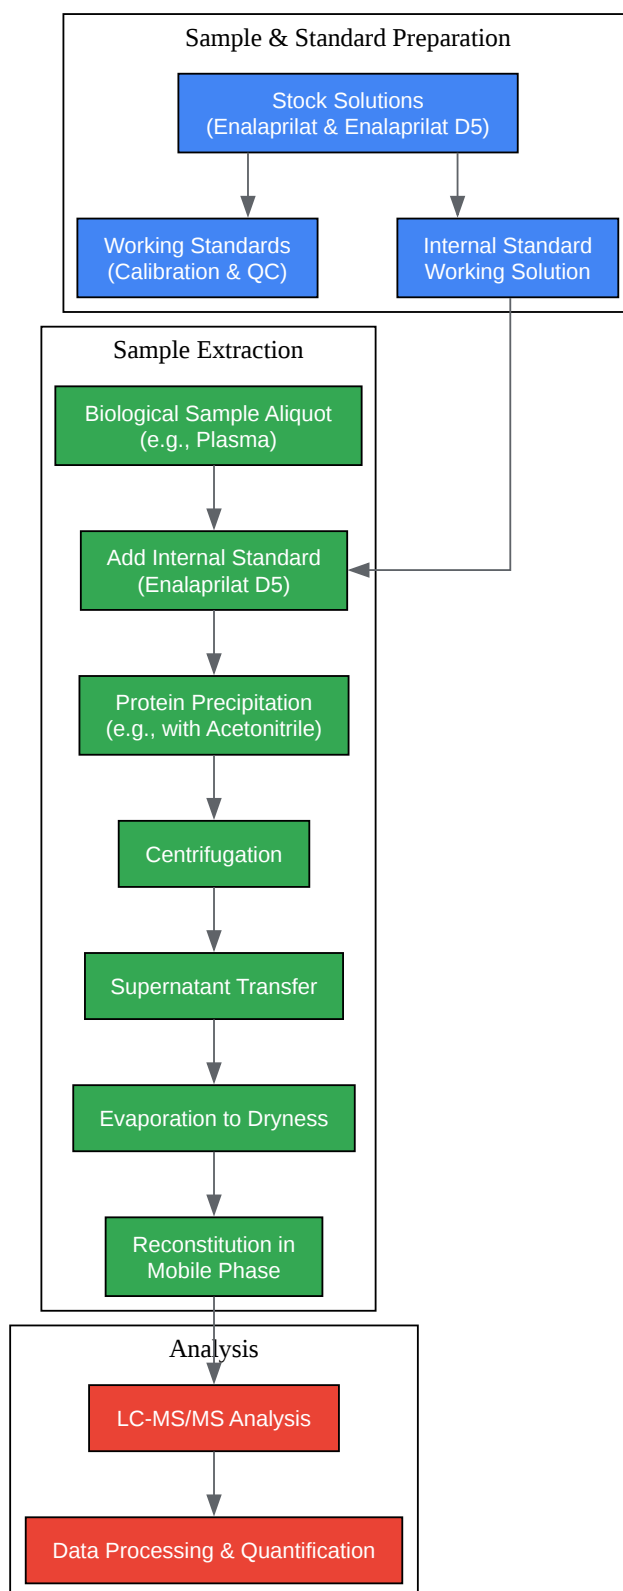 Sample & Standard Preparation
Stock Solutions
(Enalaprilat & Enalaprilat D5)
Working Standards
(Calibration & QC)
Internal Standard
Working Solution
Sample Extraction
Biological Sample Aliquot
(e.g., Plasma)
Add Internal Standard
(Enalaprilat D5)
Protein Precipitation
(e.g., with Acetonitrile)
Centrifugation
Supernatant Transfer
Evaporation to Dryness
Reconstitution in
Mobile Phase
Analysis
LC-MS/MS Analysis
Data Processing & Quantification